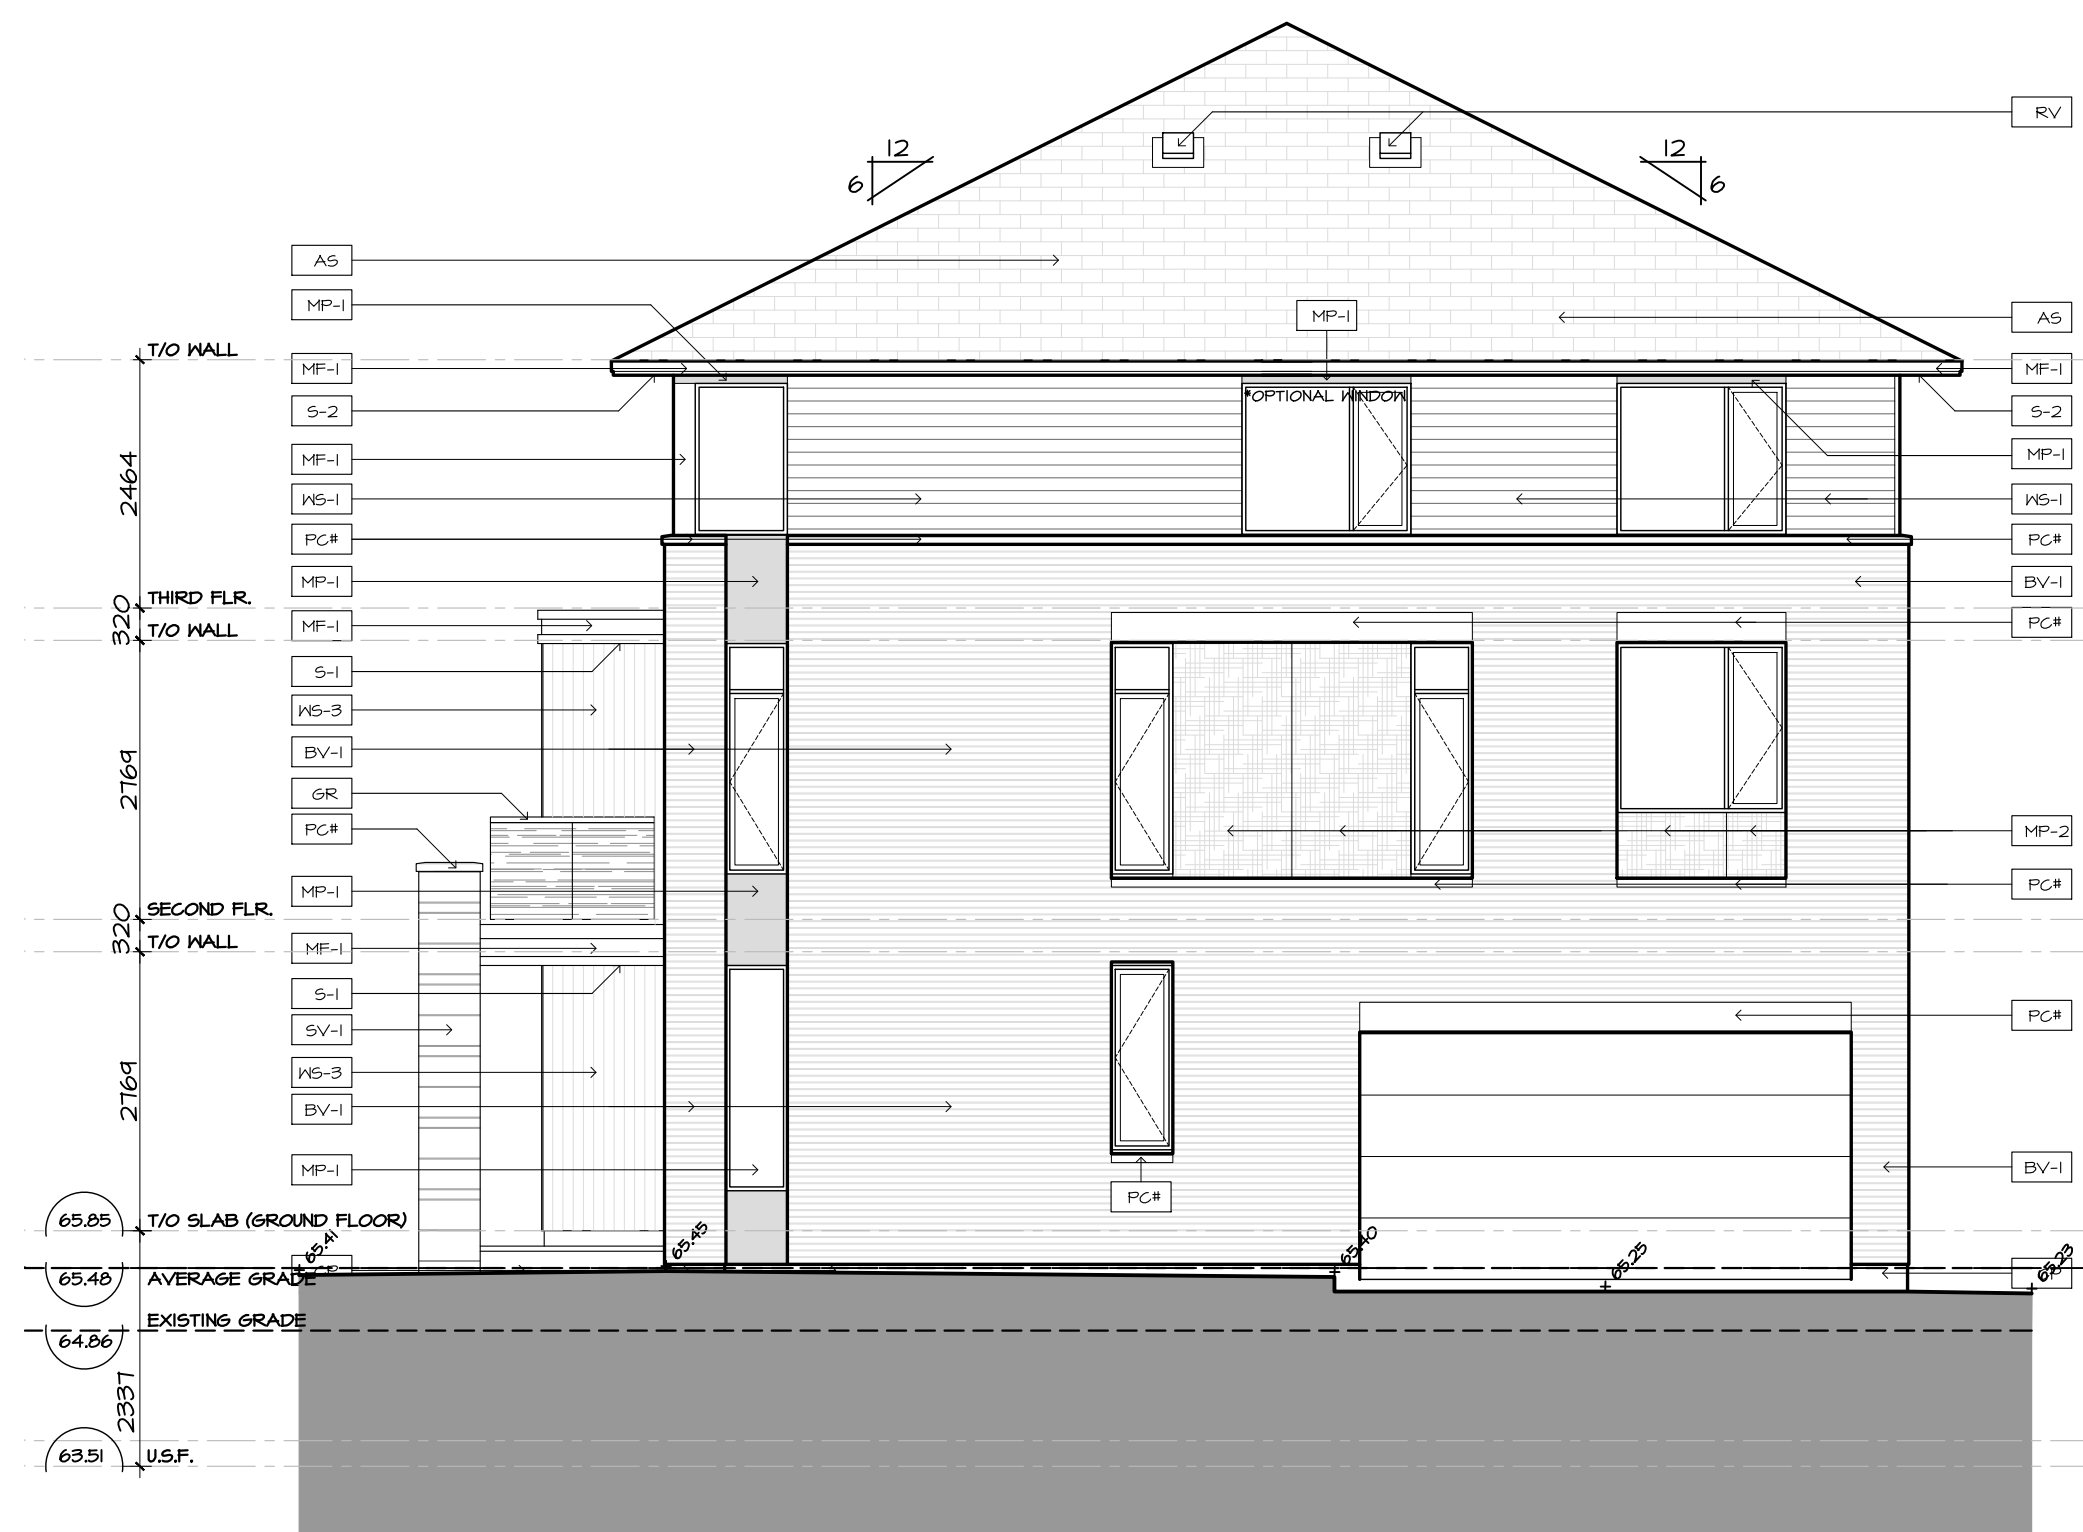 RV
12
6
12
6
AS
MP-1
MP-1
AS
T/O WALL
MF-1
MF-1
*OPTIONAL WINDOW
S-2
S-2
MF-1
MP-1
2464
WS-1
WS-1
PC#
PC#
MP-1
BV-1
THIRD FLR.
320
MF-1
PC#
T/O WALL
S-1
WS-3
BV-1
2769
GR
PC#
MP-2
MP-1
PC#
SECOND FLR.
320
T/O WALL
MF-1
S-1
PC#
SV-1
WS-3
2769
BV-1
MP-1
BV-1
PC#
65.85
T/O SLAB (GROUND FLOOR)
65.41
65.45
65.40
65.25
65.23
65.48
AVERAGE GRADE
EXISTING GRADE
64.86
2337
63.51
U.S.F.